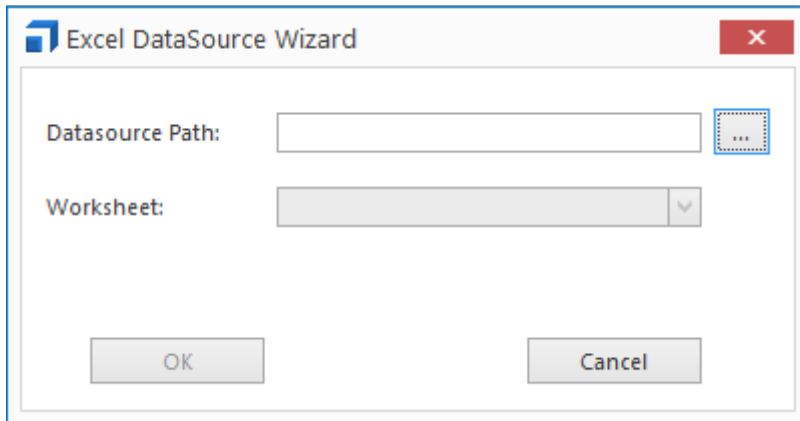 Excel DataSource Wizard
Datasource Path:
...
Worksheet:
OK
Cancel